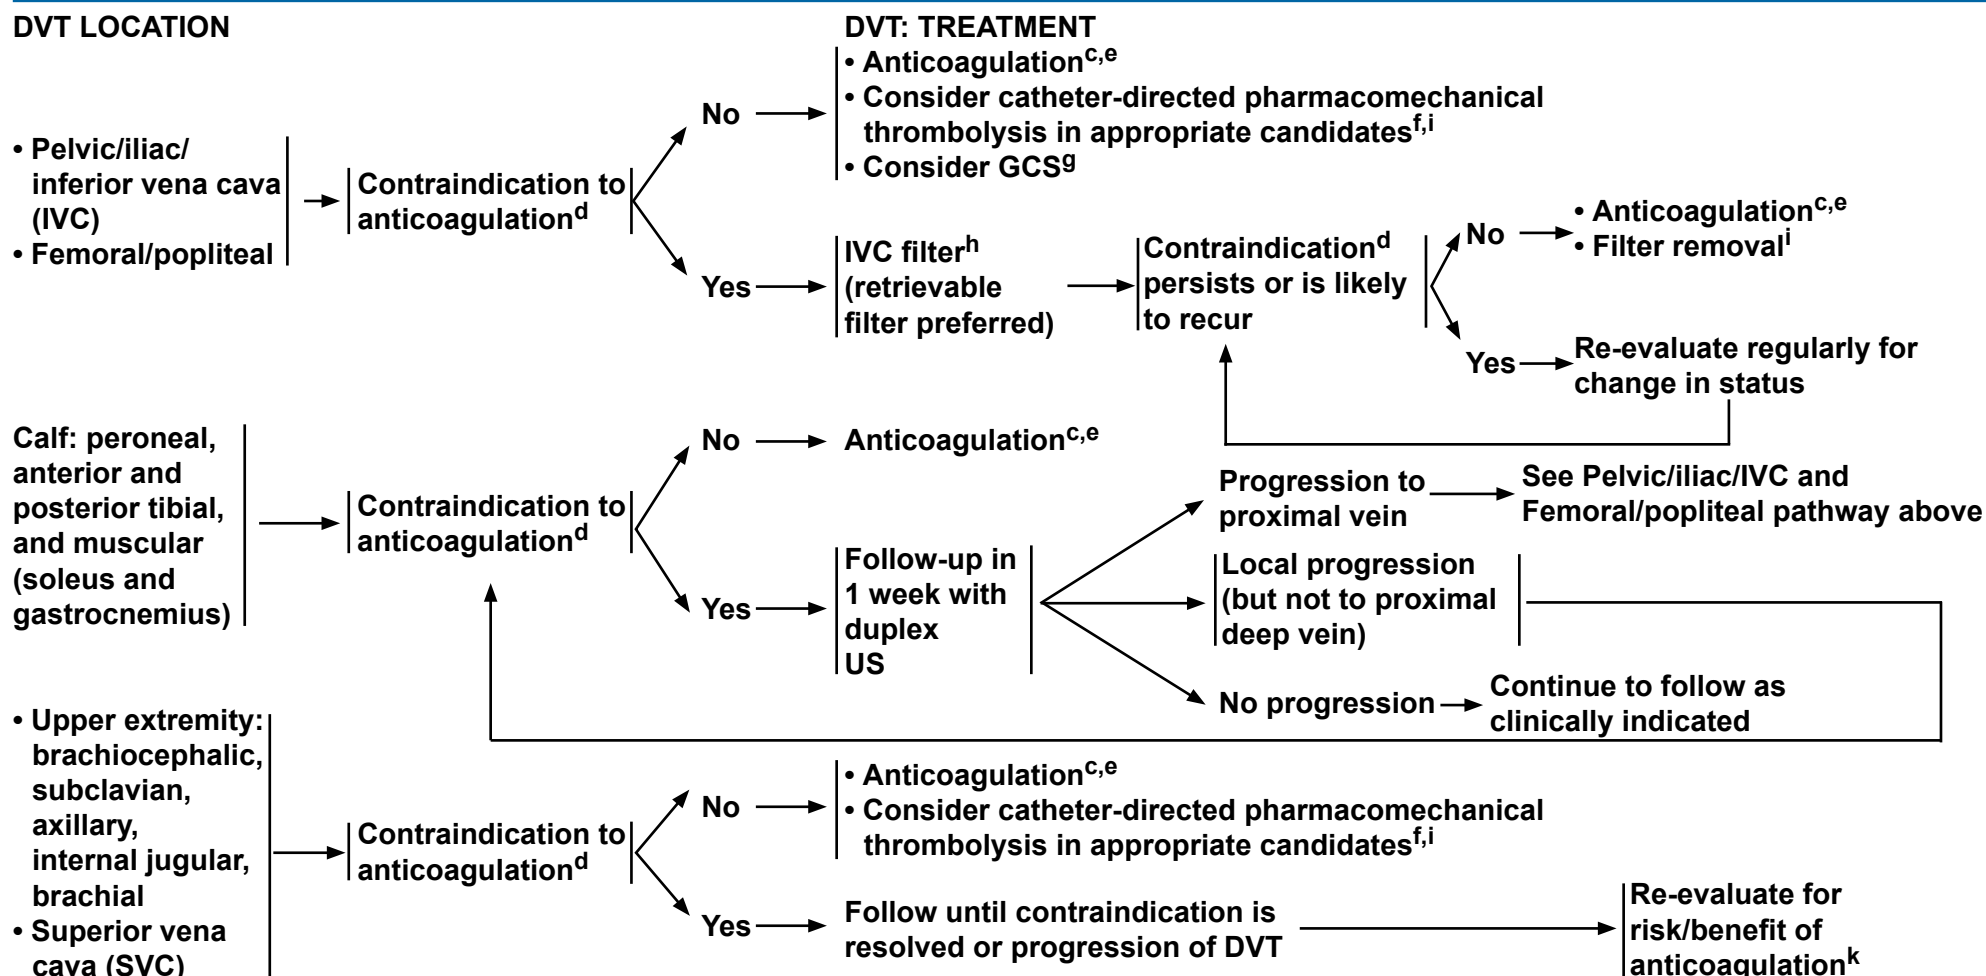 DVT LOCATION
DVT: TREATMENT
• Pelvic/iliac/
inferior vena cava
(IVC)
• Femoral/popliteal
Contraindication to
anticoagulationd
No
• Anticoagulationc,e
• Consider catheter-directed pharmacomechanical
thrombolysis in appropriate candidatesf,i
• Consider GCSg
Yes
IVC filterh
(retrievable
filter preferred)
Contraindicationd
persists or is likely
to recur
No
• Anticoagulationc,e
• Filter removali
Yes
Re-evaluate regularly for
change in status
Calf: peroneal,
anterior and
posterior tibial,
and muscular
(soleus and
gastrocnemius)
Contraindication to
anticoagulationd
No
Anticoagulationc,e
Yes
Follow-up in
1 week with
duplex
US
Progression to
proximal vein
See Pelvic/iliac/IVC and
Femoral/popliteal pathway above
Local progression
(but not to proximal
deep vein)
No progression
Continue to follow as
clinically indicated
• Upper extremity:
brachiocephalic,
subclavian,
axillary,
internal jugular,
brachial
• Superior vena
cava (SVC)
Contraindication to
anticoagulationd
No
• Anticoagulationc,e
• Consider catheter-directed pharmacomechanical
thrombolysis in appropriate candidatesf,i
Yes
Follow until contraindication is
resolved or progression of DVT
Re-evaluate for
risk/benefit of
anticoagulationk